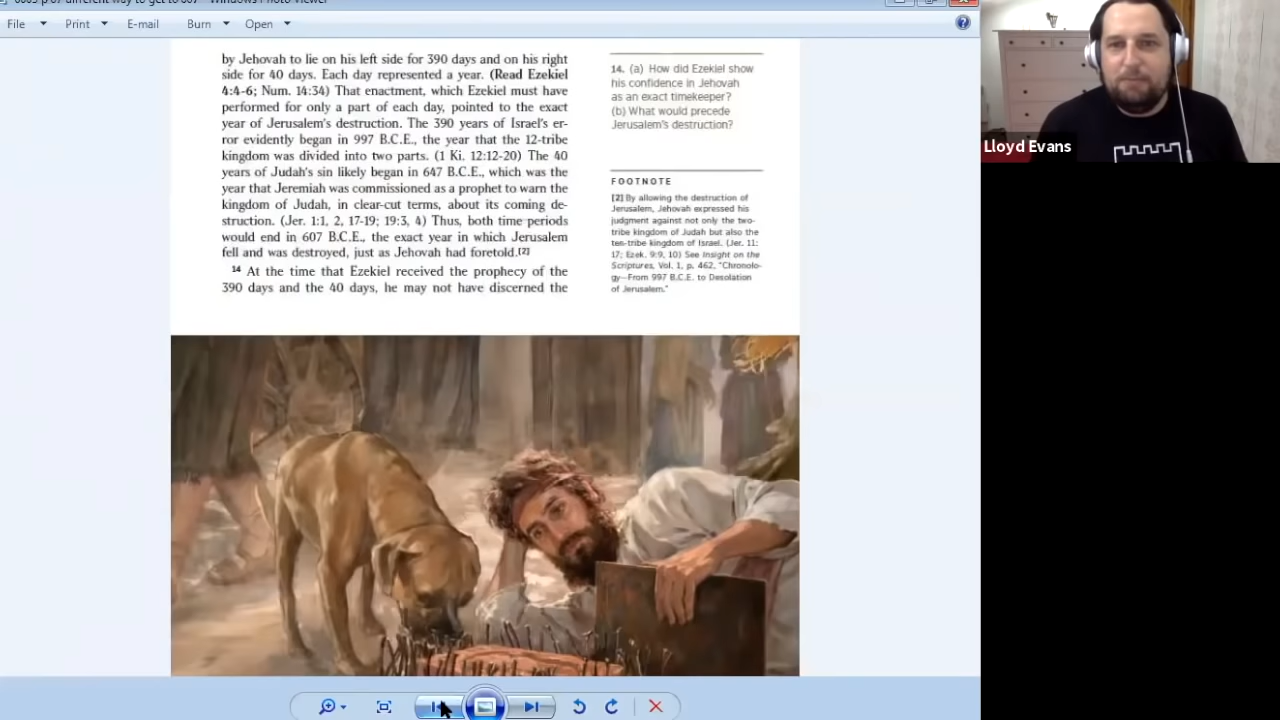 File
Print
E-mail
Burn
Open
by Jehovah to lie on his left side for 390 days and on his right
side for 40 days. Each day represented a year. (Read Ezekiel
4:4-6; Num. 14:34) That enactment, which Ezekiel must have
performed for only a part of each day, pointed to the exact
year of Jerusalem's destruction. The 390 years of Israel's er-
ror evidently began in 997 B.C.E., the year that the 12-tribe
kingdom was divided into two parts. (1 Ki. 12:12-20) The 40
years of Judah's sin likely began in 647 B.C.E., which was the
year that Jeremiah was commissioned as a prophet to warn the
kingdom of Judah, in clear-cut terms, about its coming de-
struction. (Jer. 1:1, 2, 17-19; 19:3, 4) Thus, both time periods
would end in 607 B.C.E., the exact year in which Jerusalem
fell and was destroyed, just as Jehovah had foretold.[2]
14 At the time that Ezekiel received the prophecy of the
390 days and the 40 days, he may not have discerned the
14. (a) How did Ezekiel show
his confidence in Jehovah
as an exact timekeeper?
(b) What would precede
Jerusalem's destruction?
FOOTNOTE
[2] By allowing the destruction of
Jerusalem, Jehovah expressed his
judgment against not only the two-
tribe kingdom of Judah but also the
ten-tribe kingdom of Israel. (Jer. 11:
17; Ezek. 9:9, 10) See Insight on the
Scriptures, Vol. 1, p. 462, "Chronolo-
gy—From 997 B.C.E. to Desolation
of Jerusalem."
Lloyd Evans